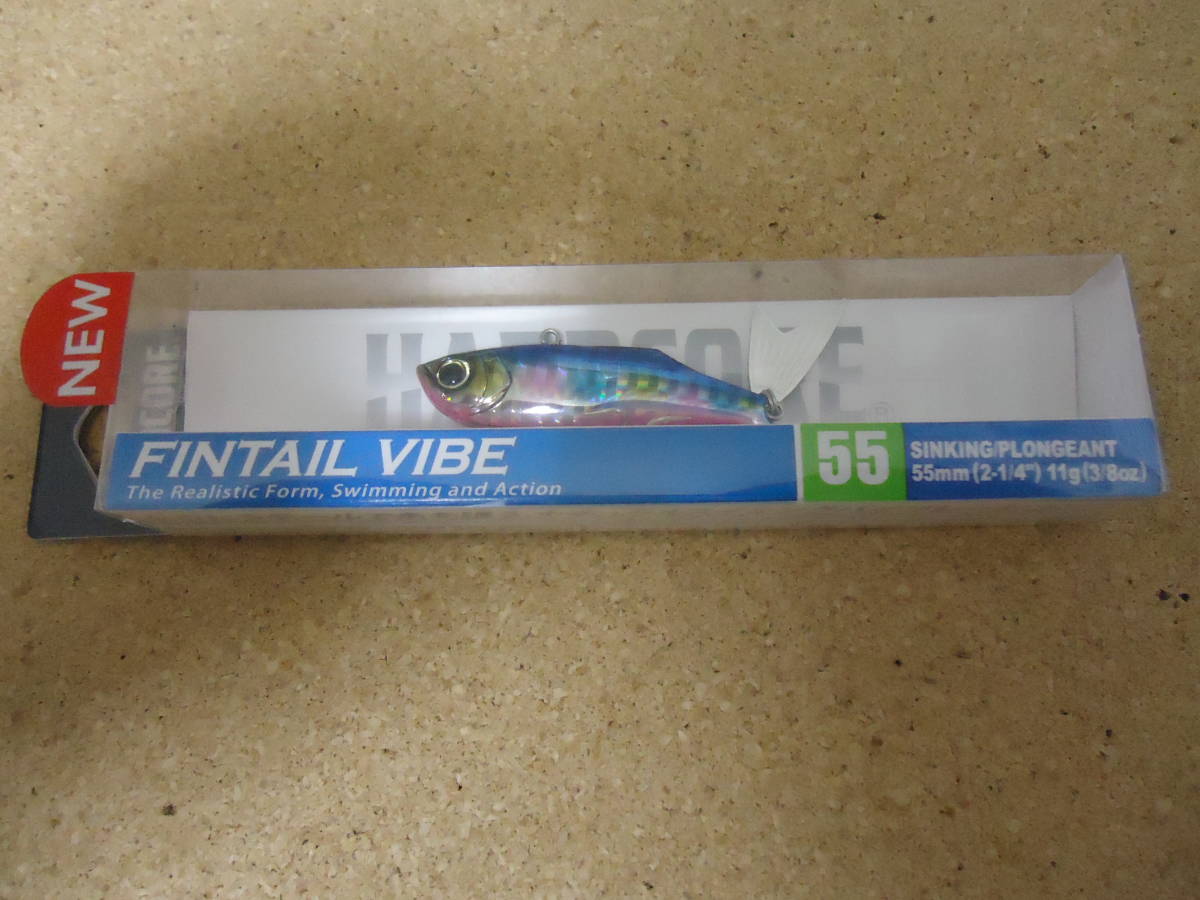 NEW
CORE
HARDCORE®
FINTAIL VIBE
The Realistic Form, Swimming and Action
55
SINKING/PLONGEANT
55mm (2-1/4") 11g (3/8oz)